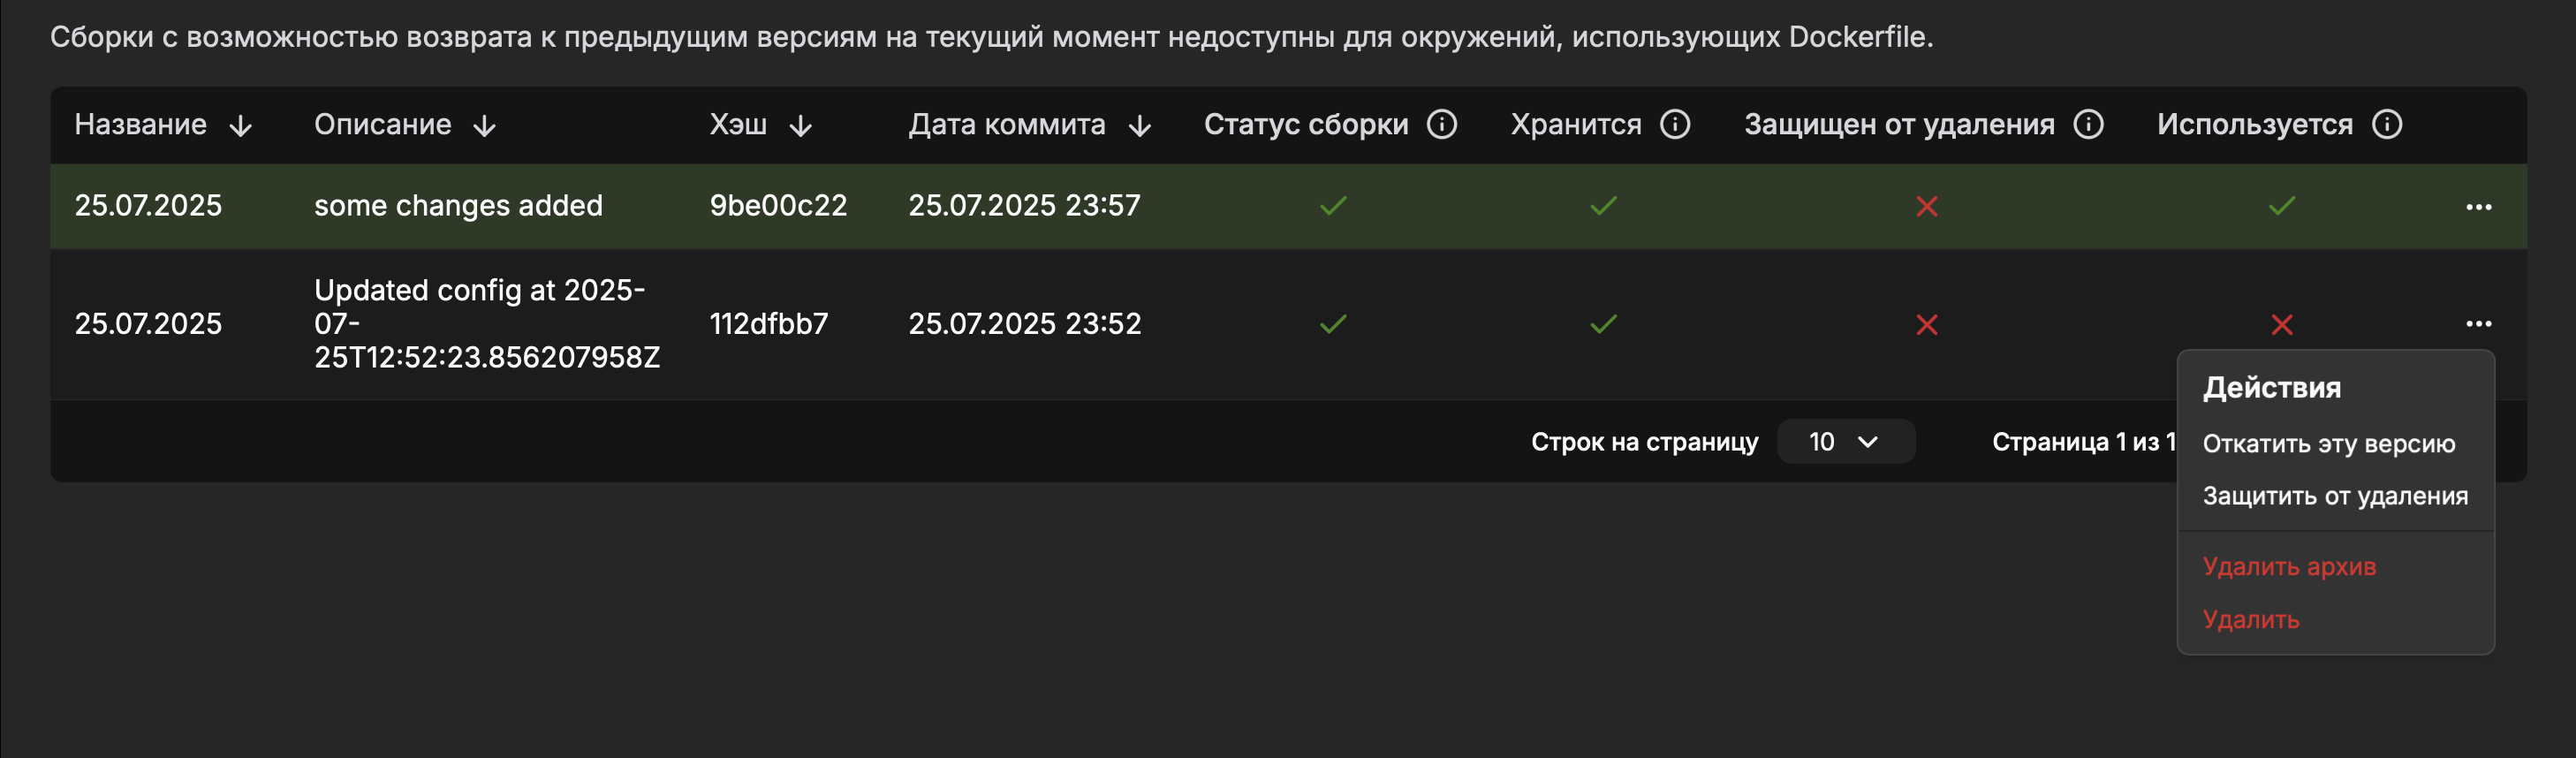 Сборки с возможностью возврата к предыдущим версиям на текущий момент недоступны для окружений, использующих Dockerfile.
Название Описание Хэш Дата коммита Статус сборки Хранится Защищен от удаления Используется
25.07.2025 some changes added 9be00c22 25.07.2025 23:57
Updated config at 2025-
25.07.2025 07- 112dfbb7 25.07.2025 23:52
25T12:52:23.856207958Z
Строк на страницу 10 Страница 1 из 1
Действия
Откатить эту версию
Защитить от удаления
Удалить архив
Удалить